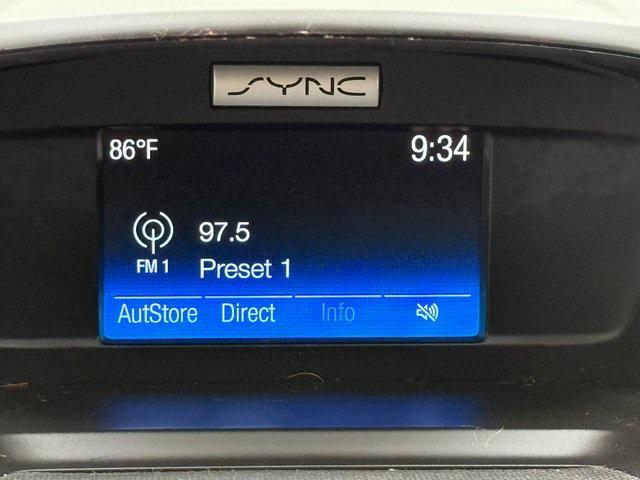 SYNC
86°F 9:34
97.5
FM 1 Preset 1
AutStore Direct Info